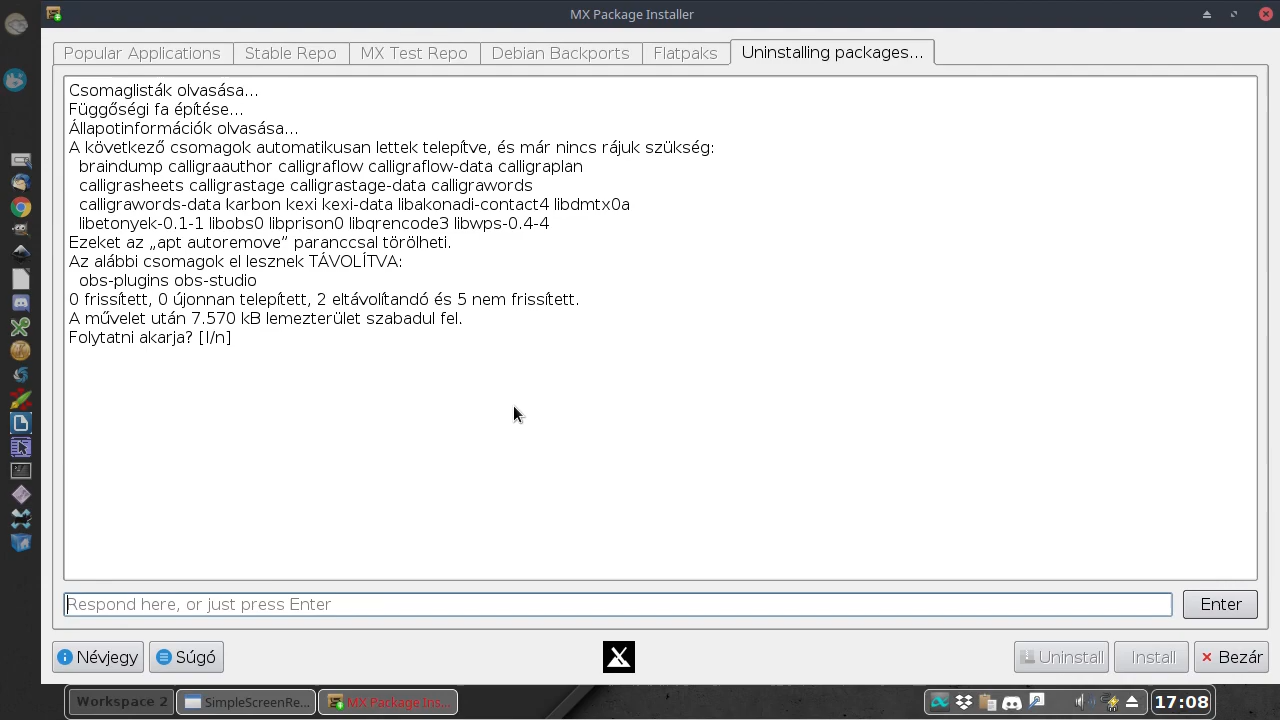 MX Package Installer
Popular Applications
Stable Repo
MX Test Repo
Debian Backports
Flatpaks
Uninstalling packages...
Csomaglisták olvasása...
Függőségi fa építése...
Állapotinformációk olvasása...
A következő csomagok automatikusan lettek telepítve, és már nincs rájuk szükség:
braindump calligraauthor calligraflow calligraflow-data calligraplan
calligrasheets calligrastage calligrastage-data calligrawords
calligrawords-data karbon kexi kexi-data libakonadi-contact4 libdmtx0a
libetonyek-0.1-1 libobs0 libprison0 libqrencode3 libwps-0.4-4
Ezeket az „apt autoremove” paranccsal törölheti.
Az alábbi csomagok el lesznek TÁVOLÍTVA:
obs-plugins obs-studio
0 frissített, 0 újonnan telepített, 2 eltávolítandó és 5 nem frissített.
A művelet után 7.570 kB lemezterület szabadul fel.
Folytatni akarja? [I/n]
Respond here, or just press Enter
Enter
Névjegy
Súgó
Uninstall
Install
Bezár
Workspace 2
SimpleScreenRe...
MX Package Ins...
17:08